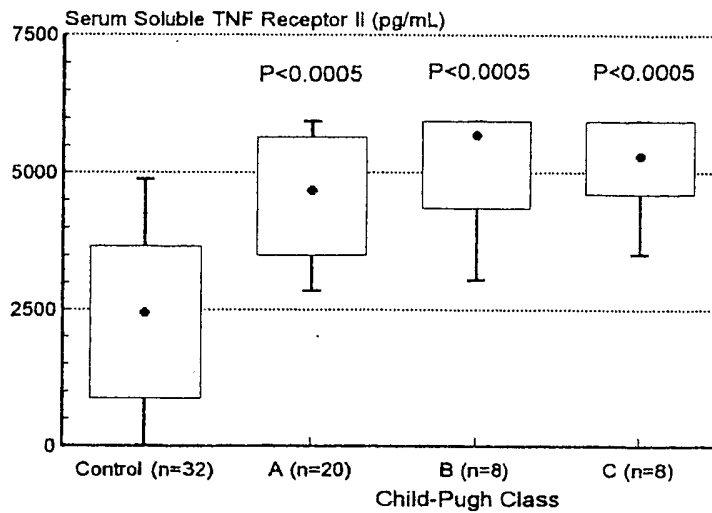 Serum Soluble TNF Receptor II (pg/mL)
7500
P<0.0005 P<0.0005 P<0.0005
5000
2500
0
Control (n=32) A (n=20) B (n=8) C (n=8)
Child-Pugh Class